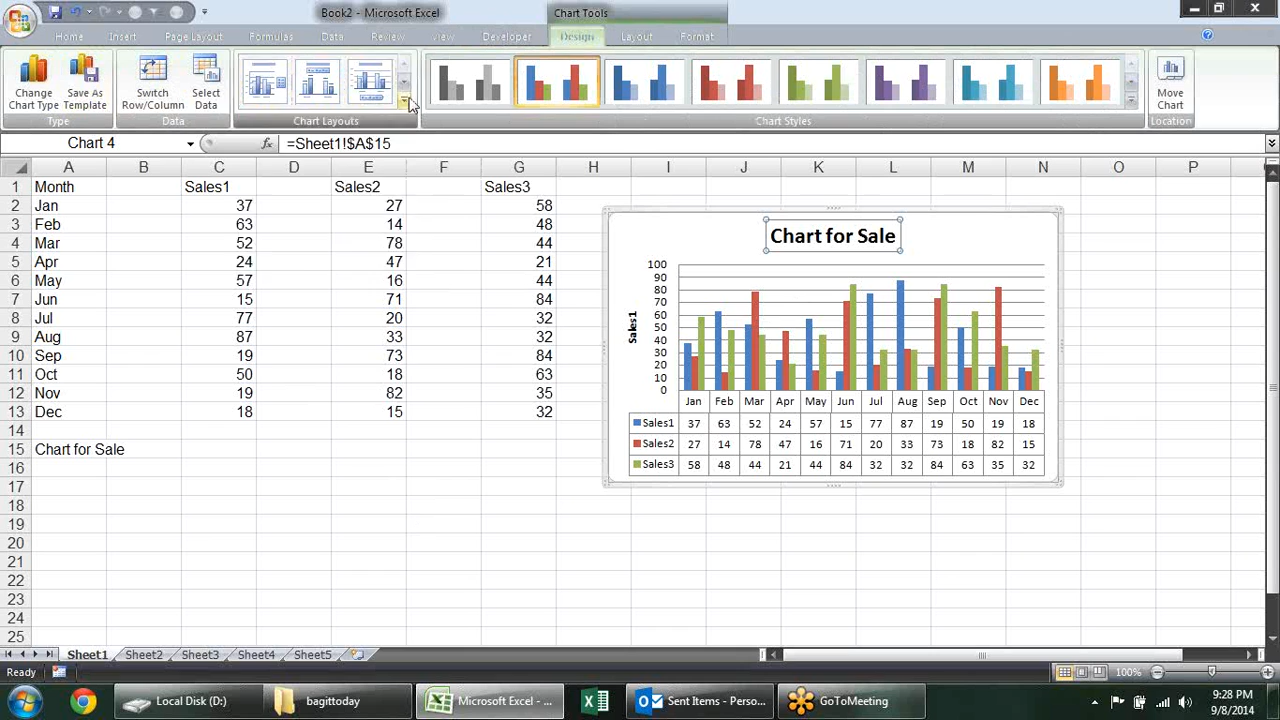 Book2 - Microsoft Excel
Chart Tools
Home Insert Page Layout Formulas Data Review View Developer Design Layout Format
Change Chart Type
Save As Template
Switch Row/Column
Select Data
Move Chart
Type Data Chart Layouts Chart Styles Location
Chart 4 fx =Sheet1!$A$15
A B C D E F G H I J K L M N O P
1 Month Sales1 Sales2 Sales3
2 Jan 37 27 58
3 Feb 63 14 48
4 Mar 52 78 44
5 Apr 24 47 21
6 May 57 16 44
7 Jun 15 71 84
8 Jul 77 20 32
9 Aug 87 33 32
10 Sep 19 73 84
11 Oct 50 18 63
12 Nov 19 82 35
13 Dec 18 15 32
14
15 Chart for Sale
16
17
18
19
20
21
22
23
24
25
Chart for Sale
100
90
80
70
60
50
40
30
20
10
0
Sales1
Jan Feb Mar Apr May Jun Jul Aug Sep Oct Nov Dec
Sales1 37 63 52 24 57 15 77 87 19 50 19 18
Sales2 27 14 78 47 16 71 20 33 73 18 82 15
Sales3 58 48 44 21 44 84 32 32 84 63 35 32
Sheet1 Sheet2 Sheet3 Sheet4 Sheet5
Ready 100%
Local Disk (D:) bagittoday Microsoft Excel - ... Sent Items - Perso... GoToMeeting
9:28 PM
9/8/2014